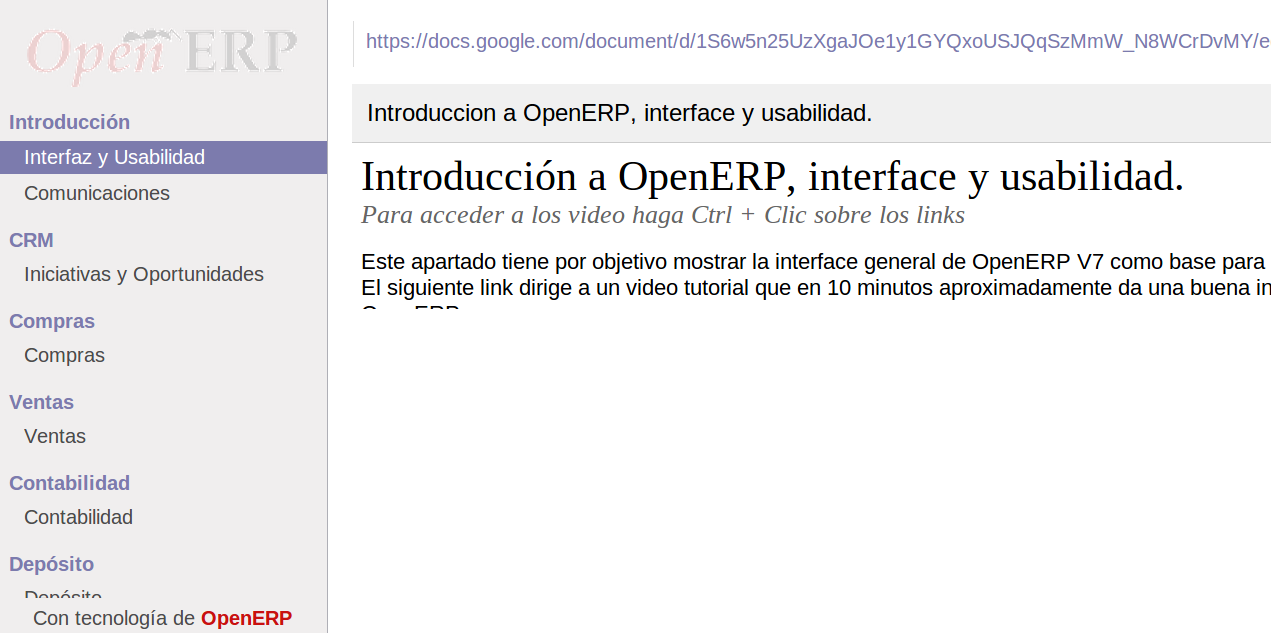 Open ERP
Introducción
Interfaz y Usabilidad
Comunicaciones
CRM
Iniciativas y Oportunidades
Compras
Compras
Ventas
Ventas
Contabilidad
Contabilidad
Depósito
Depósito
Con tecnología de OpenERP
https://docs.google.com/document/d/1S6w5n25UzXgaJOe1y1GYQxoUSJQqSzMmW_N8WCrDvMY/e
Introduccion a OpenERP, interface y usabilidad.
Introducción a OpenERP, interface y usabilidad.
Para acceder a los video haga Ctrl + Clic sobre los links
Este apartado tiene por objetivo mostrar la interface general de OpenERP V7 como base para
El siguiente link dirige a un video tutorial que en 10 minutos aproximadamente da una buena in
OpenERP